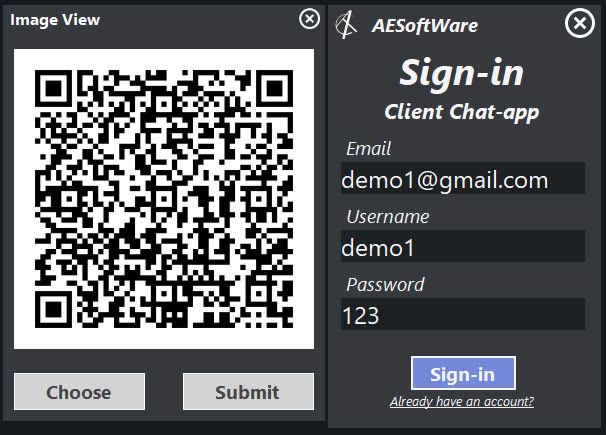 Image View
Choose
Submit
AESoftWare
Sign-in
Client Chat-app
Email
demo1@gmail.com
Username
demo1
Password
123
Sign-in
Already have an account?